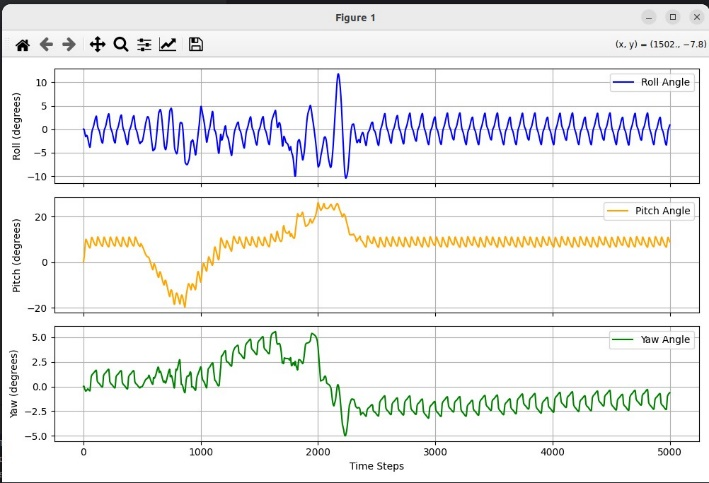 Figure 1
(x, y) = (1502., −7.8)
Roll Angle
10
5
0
−5
−10
Roll (degrees)
Pitch Angle
20
0
−20
Pitch (degrees)
Yaw Angle
5.0
2.5
0.0
−2.5
−5.0
Yaw (degrees)
0 1000 2000 3000 4000 5000
Time Steps